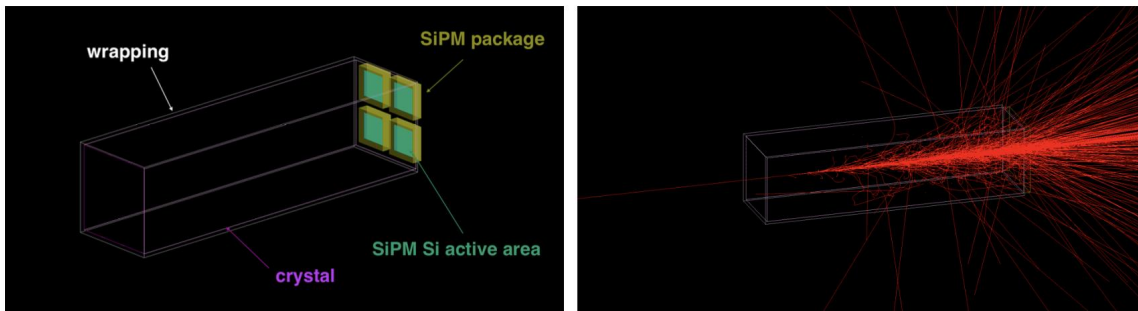 SiPM package
wrapping
SiPM Si active area
crystal